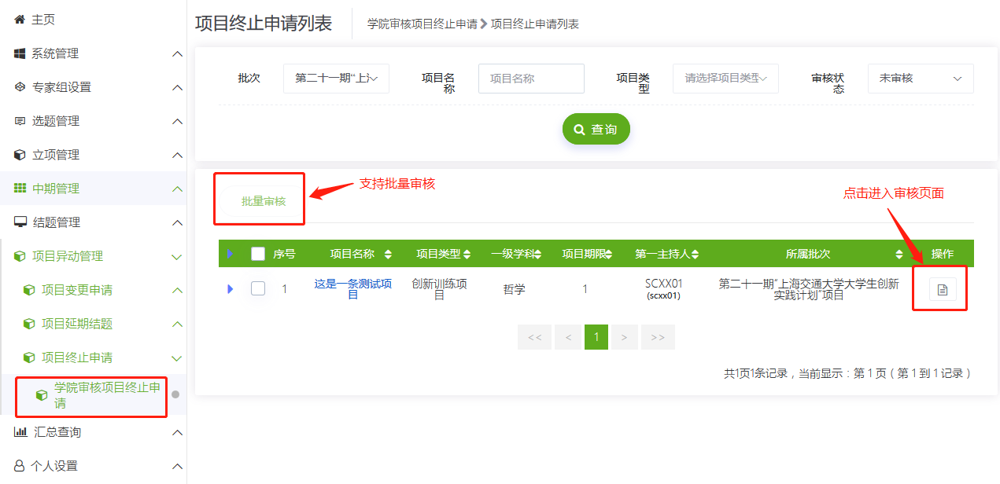 主页
系统管理
专家组设置
选题管理
立项管理
中期管理
结题管理
项目异动管理
项目变更申请
项目延期结题
项目终止申请
学院审核项目终止申
请
汇总查询
个人设置
项目终止申请列表
学院审核项目终止申请 > 项目终止申请列表
批次
第二十一期“上海
项目名
称
项目名称
项目类
型
请选择项目类型
审核状
态
未审核
查询
批量审核
支持批量审核
点击进入审核页面
序号 项目名称 项目类型 一级学科 项目期限 第一主持人 所属批次 操作
1
这是一条测试项
目
创新训练项
目
哲学
1
SCXX01
(scxx01)
第二十一期“上海交通大学大学生创新
实践计划”项目
<< < 1 > >>
共1页1条记录，当前显示：第 1 页（第 1 到 1 记录）